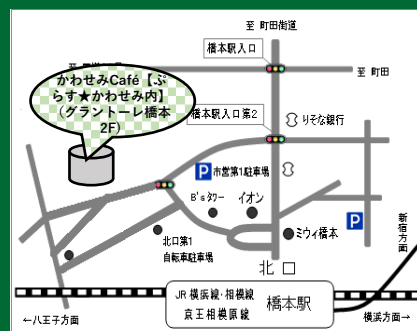 至 町田街道
橋本駅入口
至 町田
かわせみCafé【ぷ
らす★かわせみ内】
（グラントーレ橋本
2F）
橋本駅入口第2
りそな銀行
P 市営第1駐車場
B'sタワー
イオン
P
北口第1
自転車駐車場
ミウィ橋本
新宿方面
北 口
JR 横浜線・相模線
京王相模原線
橋本駅
←八王子方面
横浜方面→